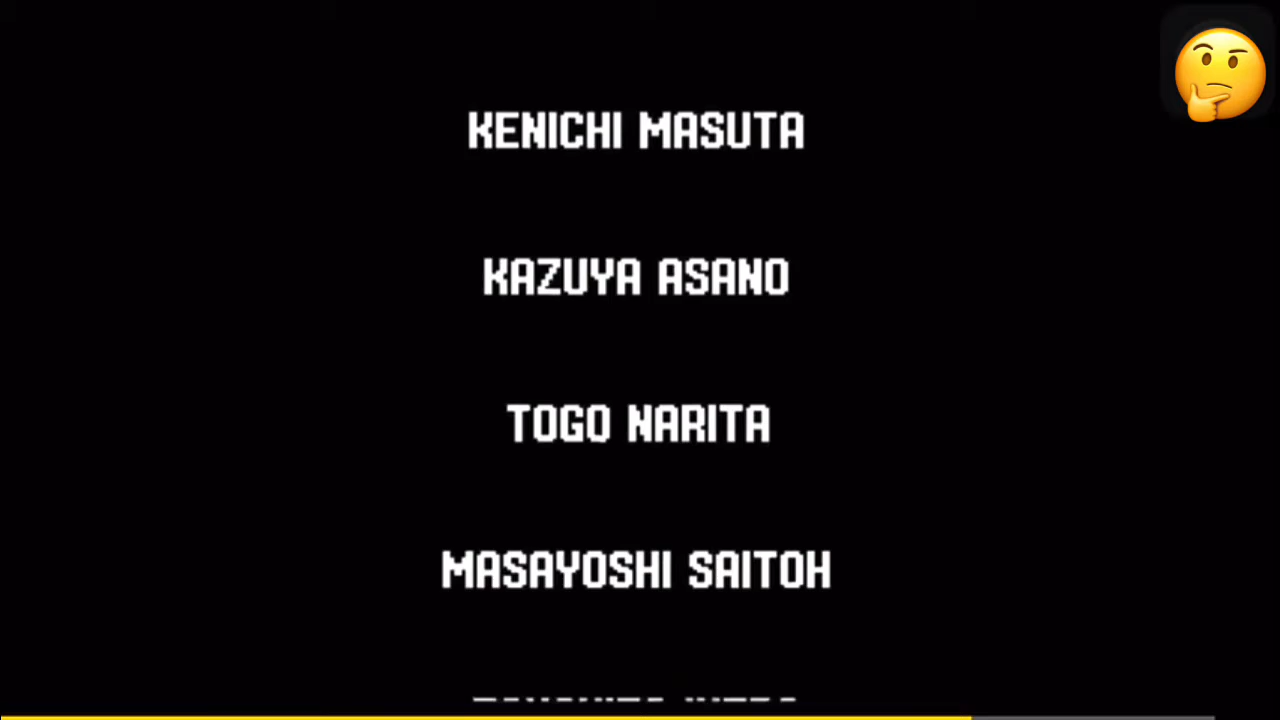 KENICHI MASUTA
KAZUYA ASANO
TOGO NARITA
MASAYOSHI SAITOH